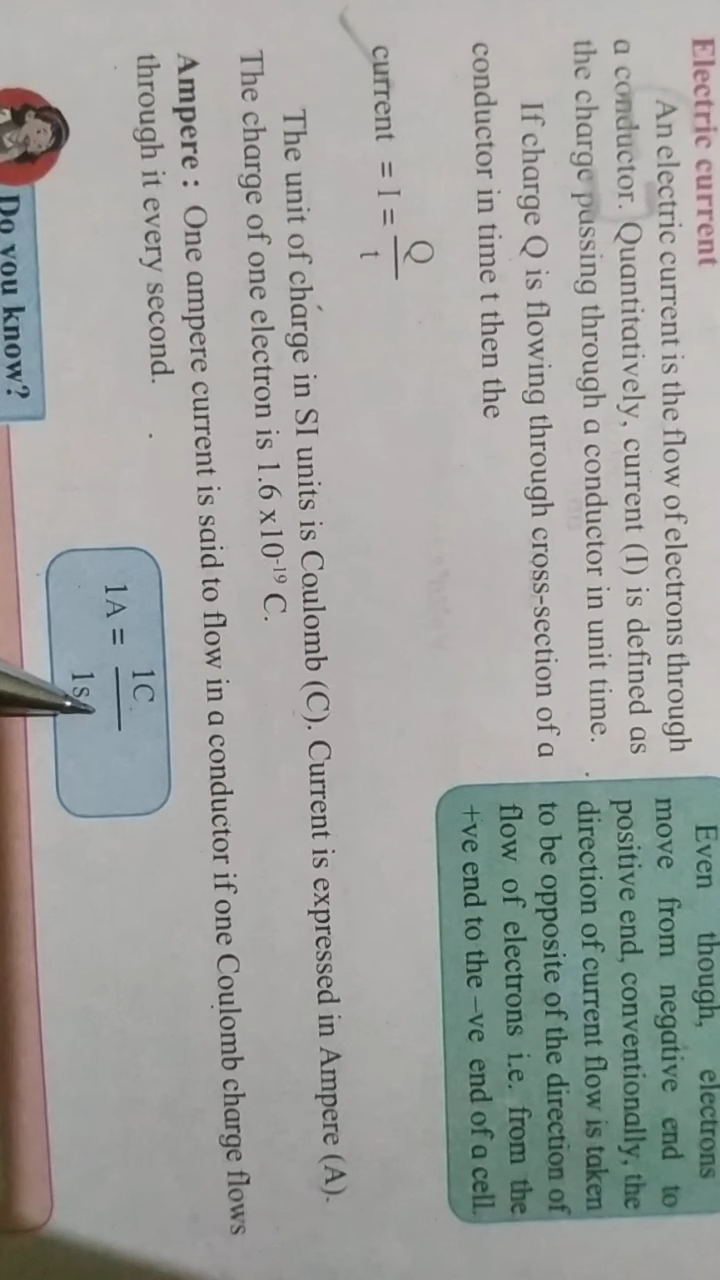 Electric current
An electric current is the flow of electrons through
a conductor. Quantitatively, current (I) is defined as
the charge passing through a conductor in unit time.
If charge Q is flowing through cross-section of a
conductor in time t then the
current = I = Q
t
Even though, electrons
move from negative end to
positive end, conventionally, the
direction of current flow is taken
to be opposite of the direction of
flow of electrons i.e. from the
+ve end to the –ve end of a cell.
The unit of charge in SI units is Coulomb (C). Current is expressed in Ampere (A).
The charge of one electron is 1.6 x10⁻¹⁹ C.
Ampere : One ampere current is said to flow in a conductor if one Coulomb charge flows
through it every second.
1A = 1C
1s
Do you know?